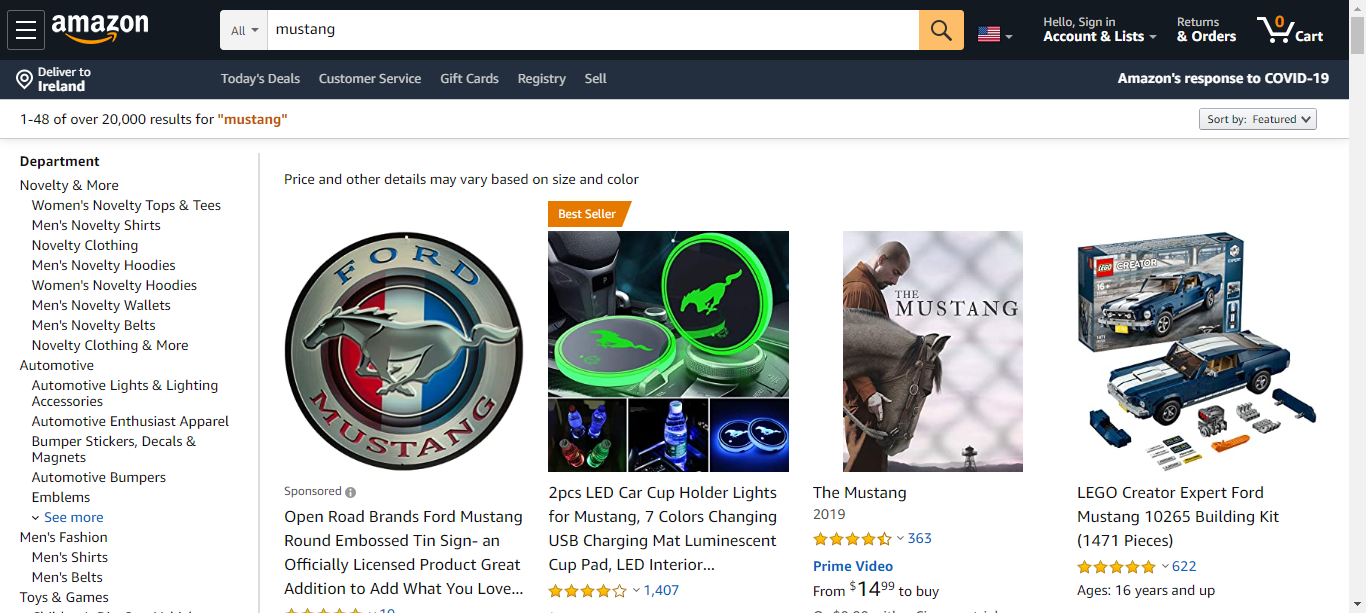 amazon
All
mustang
Hello, Sign in
Account & Lists
Returns
& Orders
0
Cart
Deliver to
Ireland
Today's Deals
Customer Service
Gift Cards
Registry
Sell
Amazon's response to COVID-19
1-48 of over 20,000 results for "mustang"
Sort by: Featured
Department
Novelty & More
Women's Novelty Tops & Tees
Men's Novelty Shirts
Novelty Clothing
Men's Novelty Hoodies
Women's Novelty Hoodies
Men's Novelty Wallets
Men's Novelty Belts
Novelty Clothing & More
Automotive
Automotive Lights & Lighting
Accessories
Automotive Enthusiast Apparel
Bumper Stickers, Decals &
Magnets
Automotive Bumpers
Emblems
See more
Men's Fashion
Men's Shirts
Men's Belts
Toys & Games
Price and other details may vary based on size and color
FORD
MUSTANG
Sponsored
Open Road Brands Ford Mustang
Round Embossed Tin Sign- an
Officially Licensed Product Great
Addition to Add What You Love...
10
Best Seller
2pcs LED Car Cup Holder Lights
for Mustang, 7 Colors Changing
USB Charging Mat Luminescent
Cup Pad, LED Interior...
1,407
THE
MUSTANG
The Mustang
2019
363
Prime Video
From $14.99 to buy
LEGO CREATOR
EXPERT
16+
LEGO Creator Expert Ford
Mustang 10265 Building Kit
(1471 Pieces)
622
Ages: 16 years and up